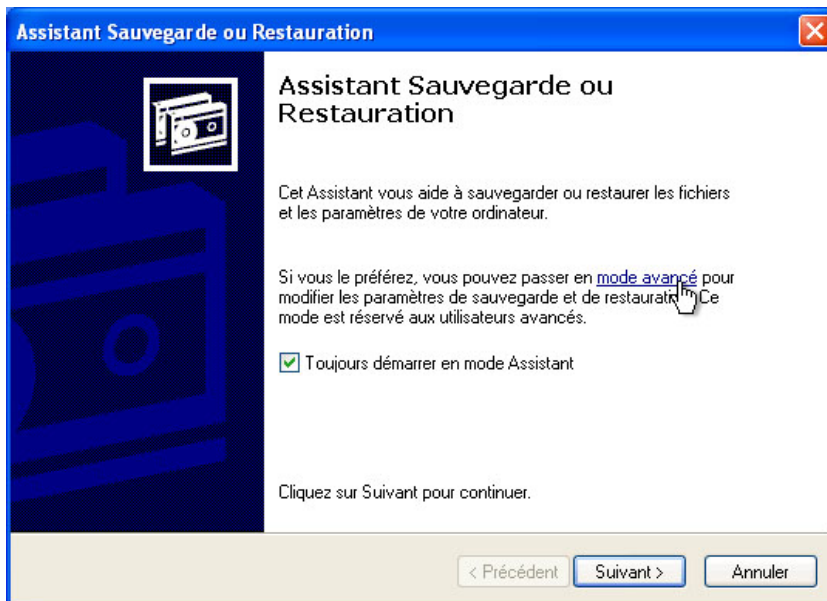 Assistant Sauvegarde ou Restauration
Assistant Sauvegarde ou
Restauration
Cet Assistant vous aide à sauvegarder ou restaurer les fichiers
et les paramètres de votre ordinateur.
Si vous le préférez, vous pouvez passer en mode avancé pour
modifier les paramètres de sauvegarde et de restauration. Ce
mode est réservé aux utilisateurs avancés.
Toujours démarrer en mode Assistant
Cliquez sur Suivant pour continuer.
< Précédent Suivant > Annuler